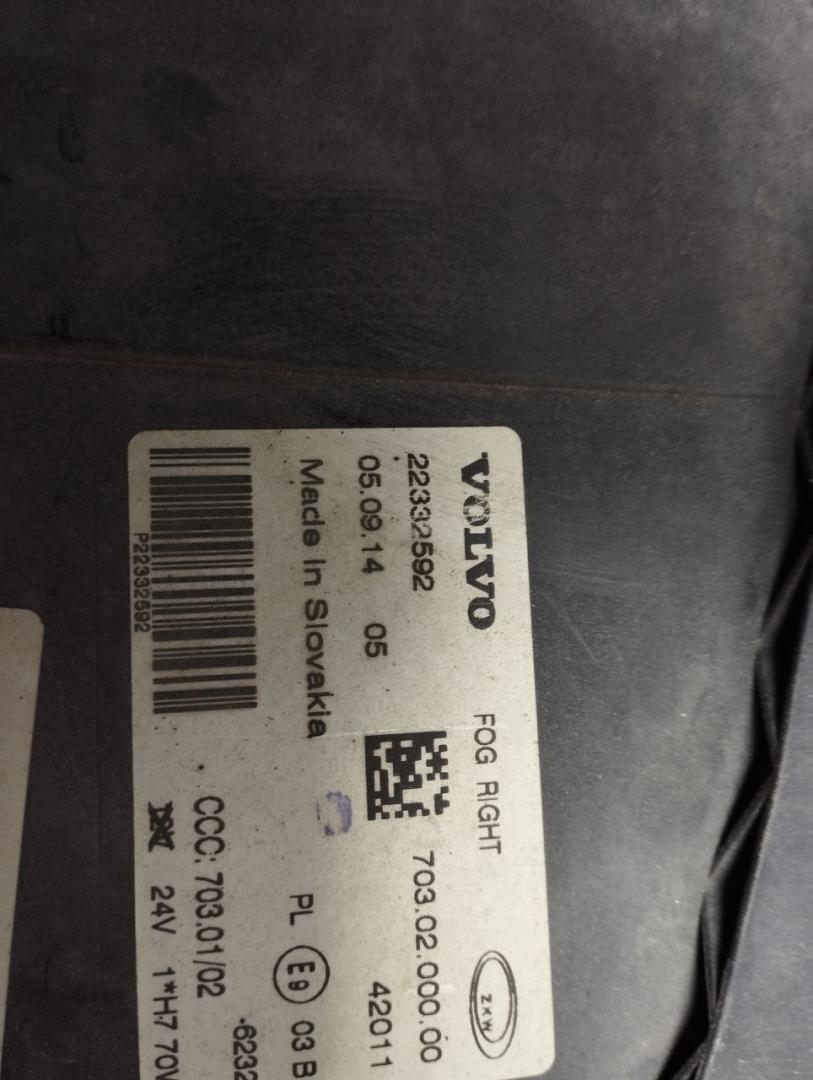 VOLVO FOG RIGHT ZKW
22332592 703.02.000.00
05.09.14 05 42011
Made In Slovakia PL E9 03 B
-6232
CCC: 703.01/02
P22332592
24V 1*H7 70